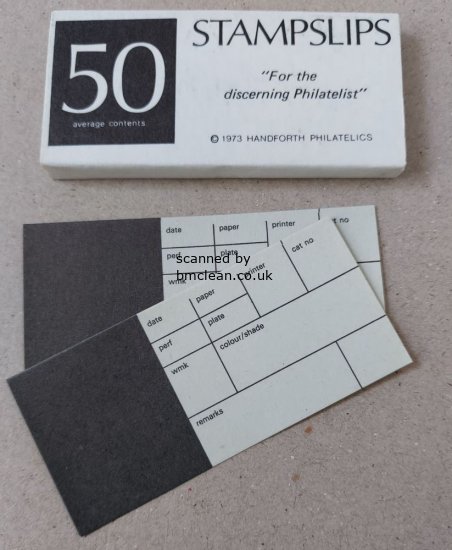 50
average contents
STAMPSLIPS
"For the
discerning Philatelist"
© 1973 HANDFORTH PHILATELICS
date
paper
printer
no
perf
plate
wmk
scanned by
bmclean.co.uk
date
paper
printer
cat no
perf
plate
wmk
colour/shade
remarks